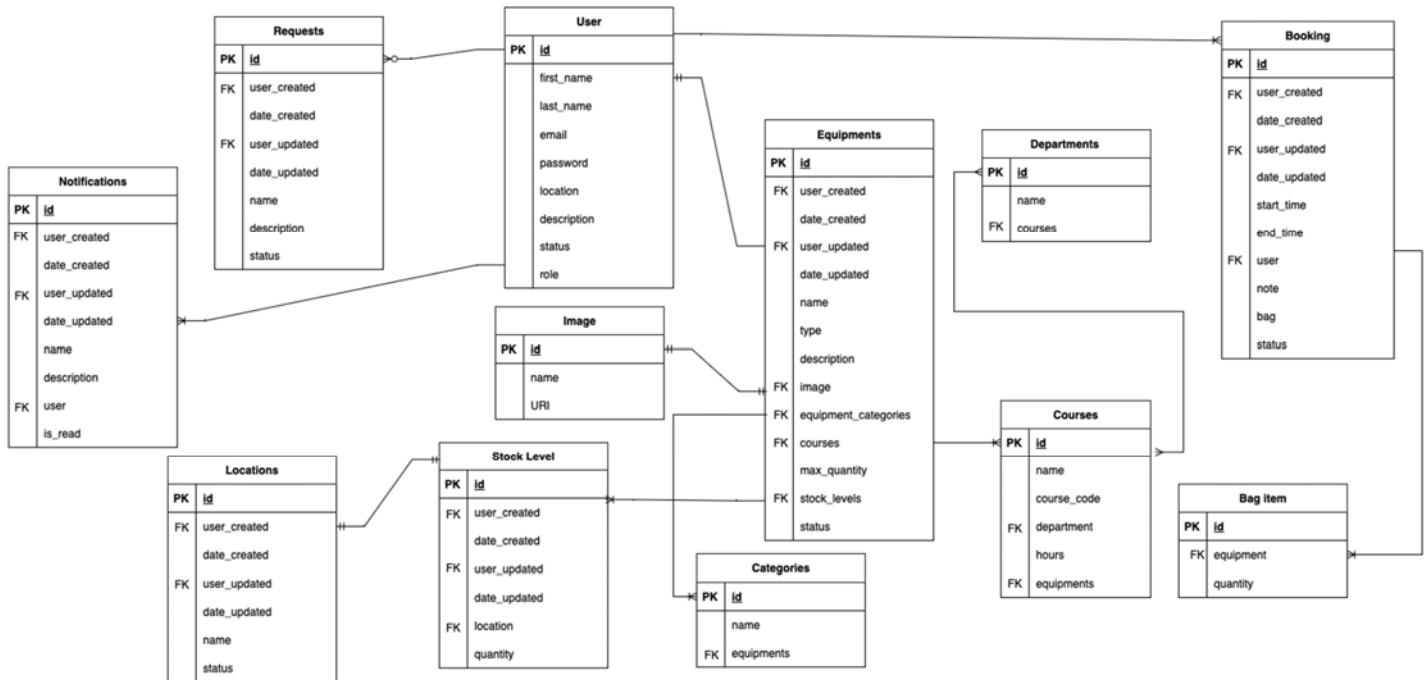 Requests
PK id
FK user_created
date_created
FK user_updated
date_updated
name
description
status
User
PK id
first_name
last_name
email
password
location
description
status
role
Booking
PK id
FK user_created
date_created
FK user_updated
date_updated
start_time
end_time
FK user
note
bag
status
Notifications
PK id
FK user_created
date_created
FK user_updated
date_updated
name
description
FK user
is_read
Equipments
PK id
FK user_created
date_created
FK user_updated
date_updated
name
type
description
FK image
FK equipment_categories
FK courses
max_quantity
FK stock_levels
status
Departments
PK id
name
FK courses
Image
PK id
name
URI
Courses
PK id
name
course_code
FK department
hours
FK equipments
Locations
PK id
FK user_created
date_created
FK user_updated
date_updated
name
status
Stock Level
PK id
FK user_created
date_created
FK user_updated
date_updated
FK location
quantity
Categories
PK id
name
FK equipments
Bag item
PK id
FK equipment
quantity